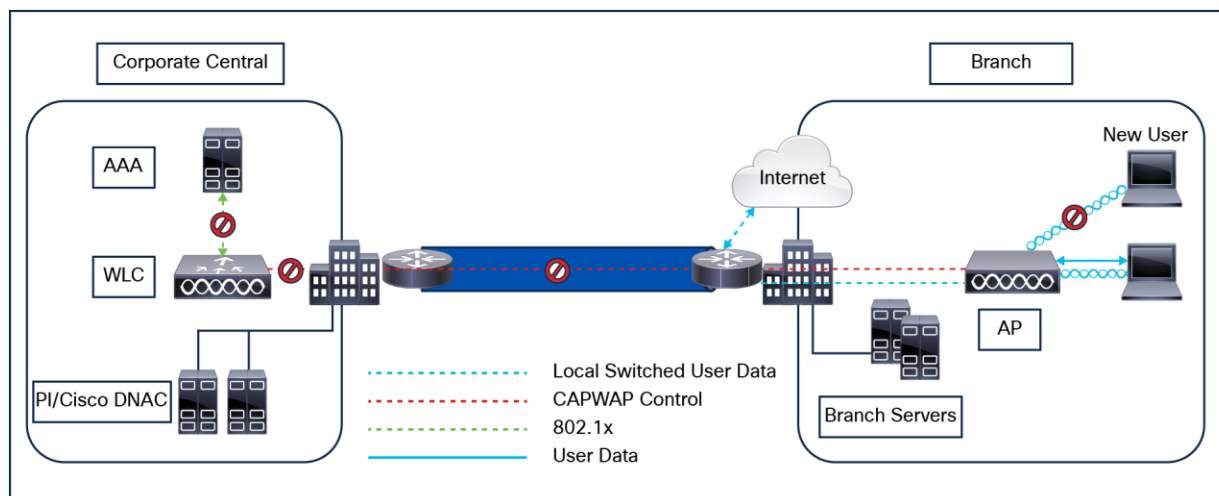 Corporate Central
Branch
AAA
New User
Internet
WLC
AP
PI/Cisco DNAC
Branch Servers
Local Switched User Data
CAPWAP Control
802.1x
User Data